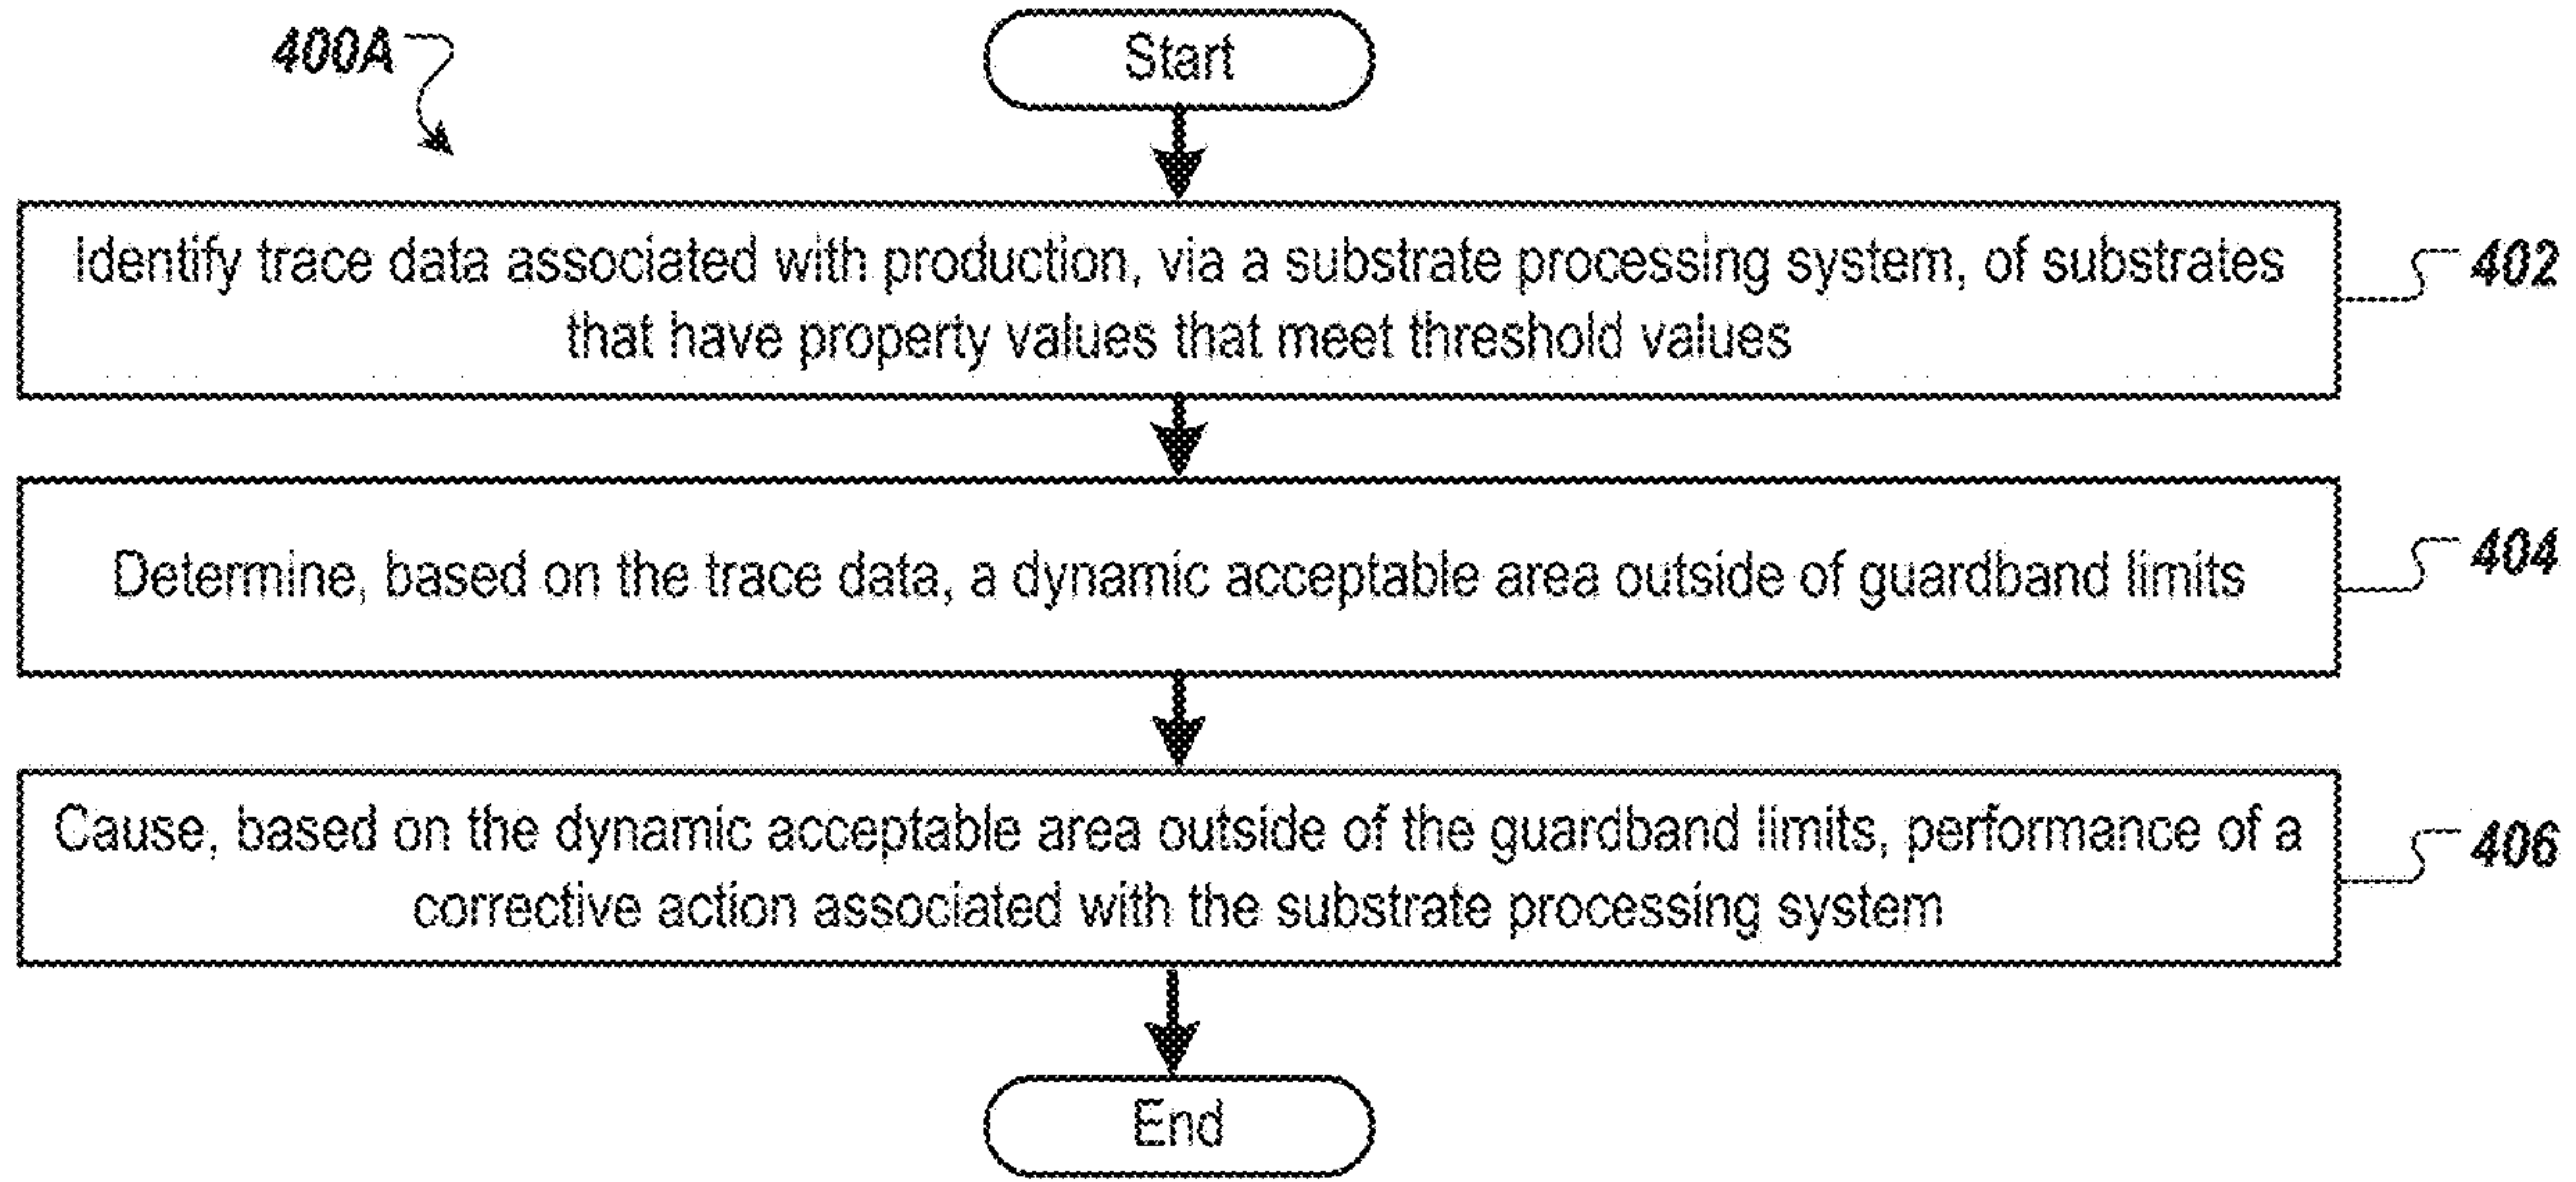 400A
Start
Identify trace data associated with production, via a substrate processing system, of substrates
that have property values that meet threshold values
402
Determine, based on the trace data, a dynamic acceptable area outside of guardband limits
404
Cause, based on the dynamic acceptable area outside of the guardband limits, performance of a
corrective action associated with the substrate processing system
406
End